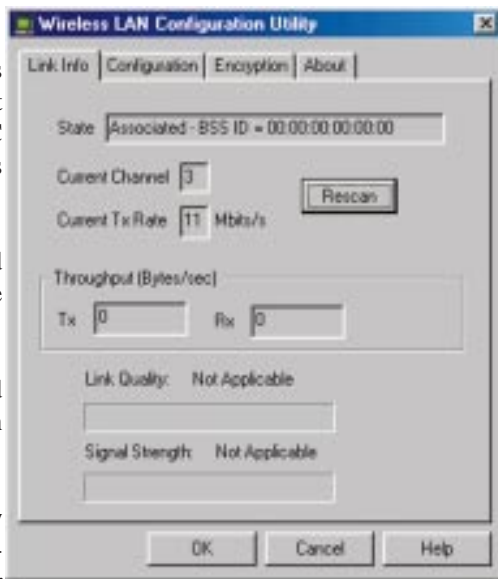 Wireless LAN Configuration Utility
Link Info Configuration Encryption About
State Associated - BSS ID = 00:00:00:00:00:00
Current Channel 3
Rescan
Current Tx Rate 11 Mbits/s
Throughput (Bytes/sec)
Tx 0 Rx 0
Link Quality: Not Applicable
Signal Strength: Not Applicable
OK Cancel Help